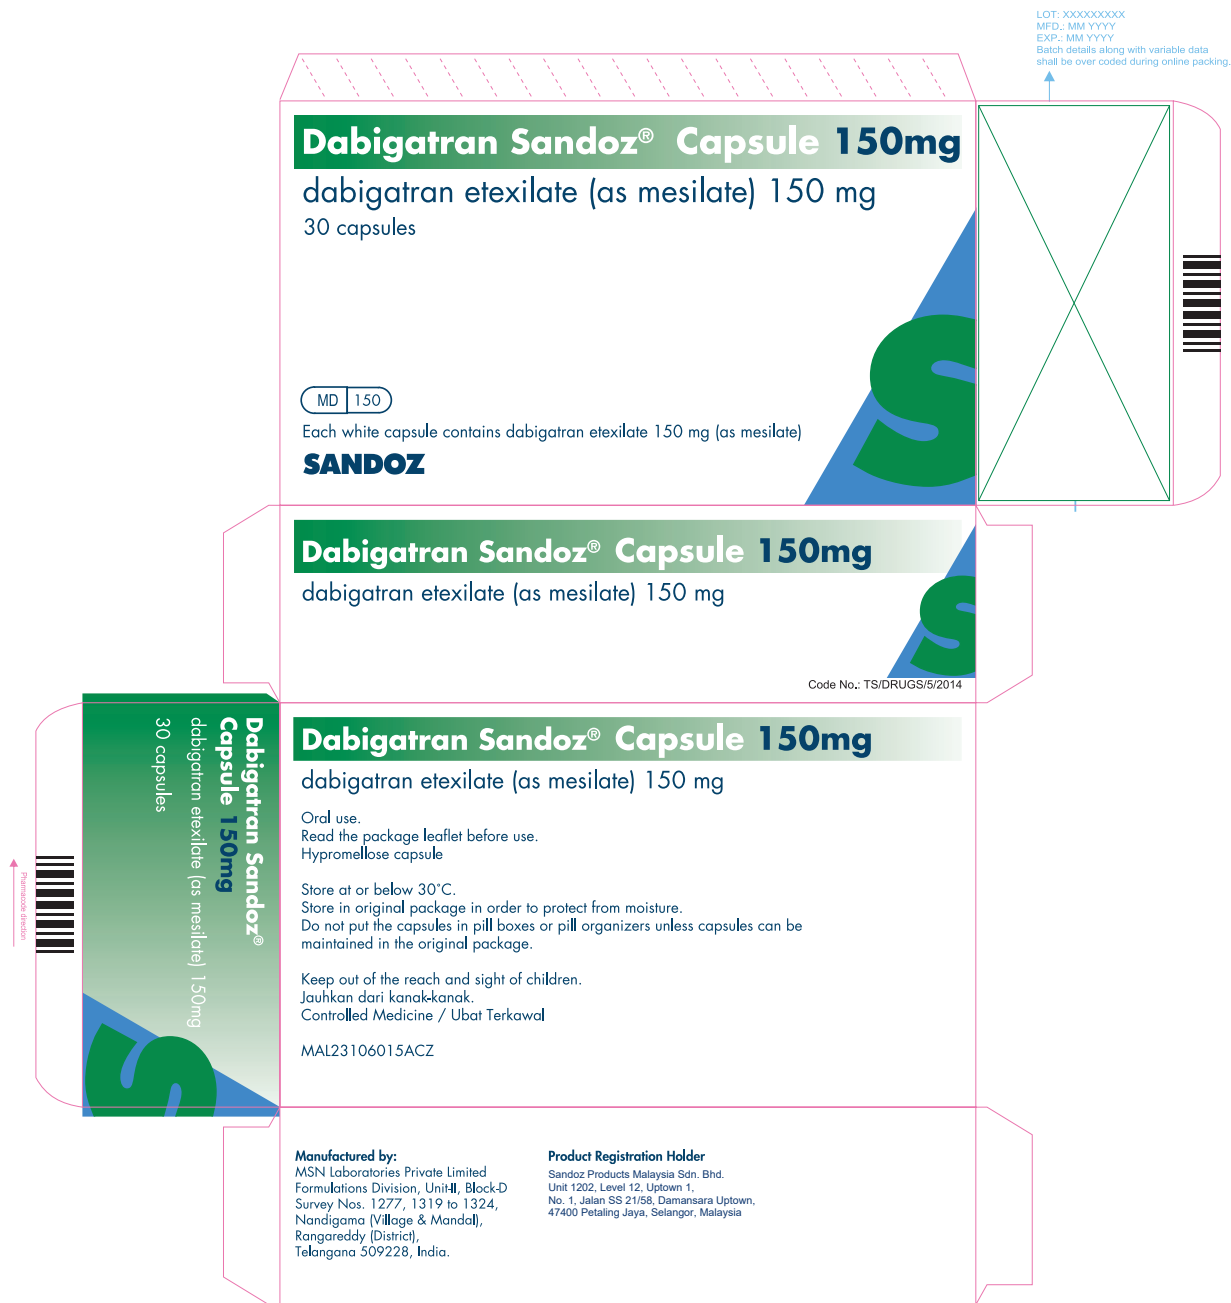 LOT: XXXXXXXXX
MFD.: MM YYYY
EXP.: MM YYYY
Batch details along with variable data
shall be over coded during online packing.
Dabigatran Sandoz® Capsule 150mg
dabigatran etexilate (as mesilate) 150 mg
30 capsules
MD 150
Each white capsule contains dabigatran etexilate 150 mg (as mesilate)
SANDOZ
S
Dabigatran Sandoz® Capsule 150mg
dabigatran etexilate (as mesilate) 150 mg
S
Code No.: TS/DRUGS/5/2014
Dabigatran Sandoz®
Capsule 150mg
dabigatran etexilate (as mesilate) 150mg
30 capsules
S
Pharmacode direction
Dabigatran Sandoz® Capsule 150mg
dabigatran etexilate (as mesilate) 150 mg
Oral use.
Read the package leaflet before use.
Hypromellose capsule
Store at or below 30°C.
Store in original package in order to protect from moisture.
Do not put the capsules in pill boxes or pill organizers unless capsules can be
maintained in the original package.
Keep out of the reach and sight of children.
Jauhkan dari kanak-kanak.
Controlled Medicine / Ubat Terkawal
MAL23106015ACZ
Manufactured by:
MSN Laboratories Private Limited
Formulations Division, Unit-II, Block-D
Survey Nos. 1277, 1319 to 1324,
Nandigama (Village & Mandal),
Rangareddy (District),
Telangana 509228, India.
Product Registration Holder
Sandoz Products Malaysia Sdn. Bhd.
Unit 1202, Level 12, Uptown 1,
No. 1, Jalan SS 21/58, Damansara Uptown,
47400 Petaling Jaya, Selangor, Malaysia